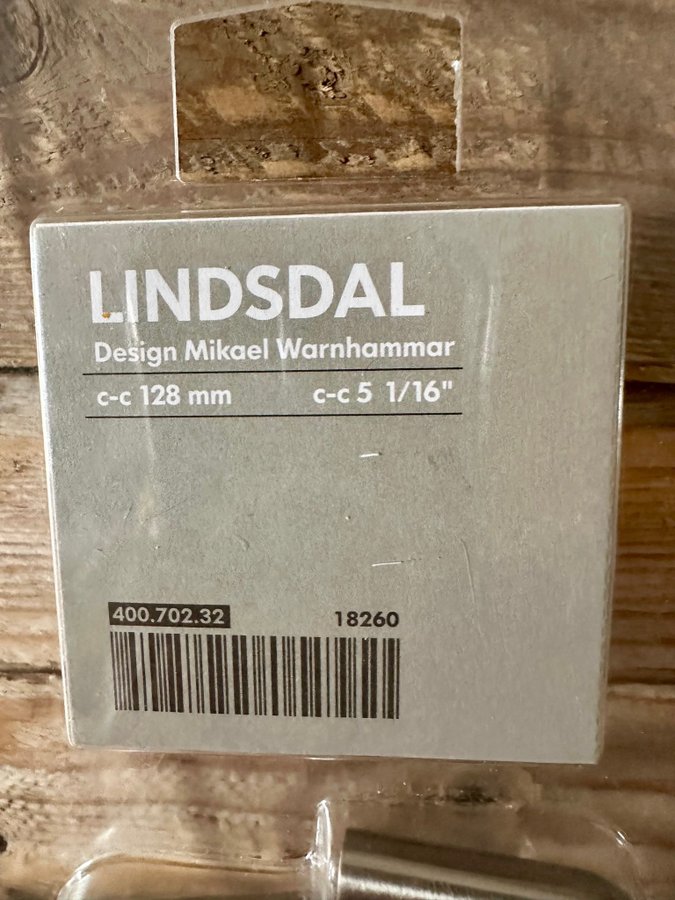 LINDSDAL
Design Mikael Warnhammar
c-c 128 mm c-c 5 1/16"
400.702.32 18260